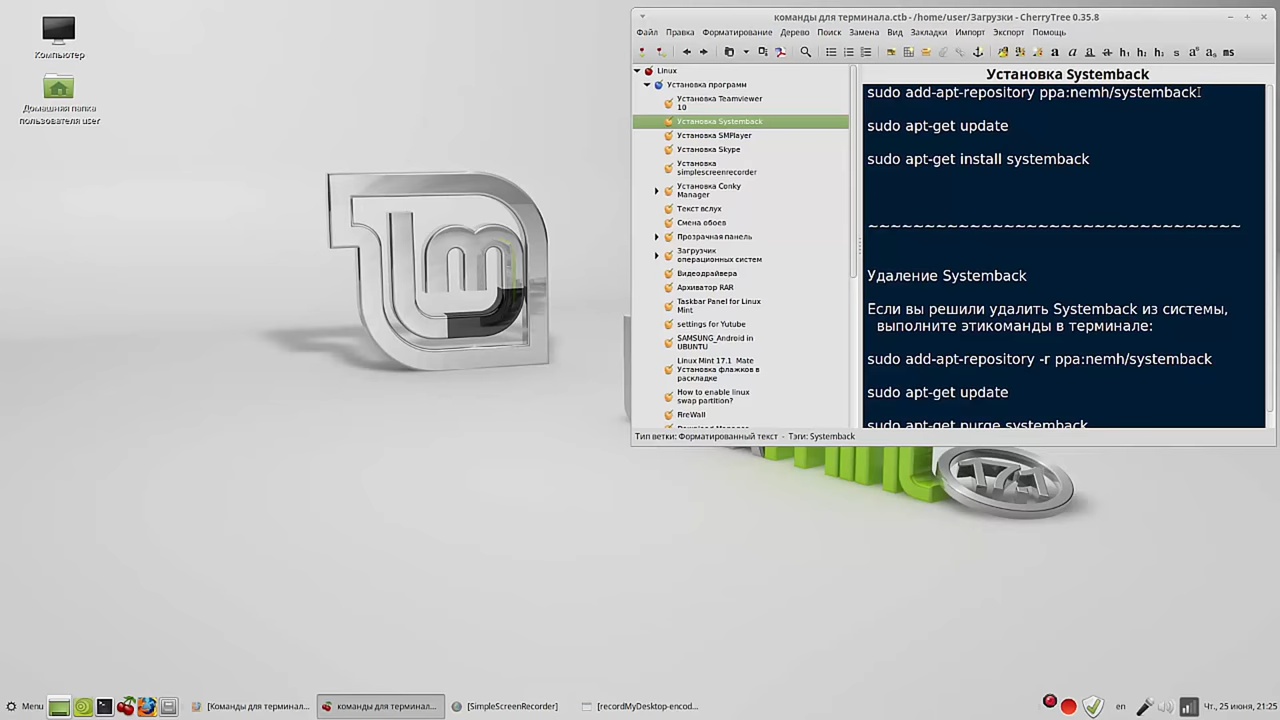 Компьютер
Домашняя папка
пользователя user
команды для терминала.ctb - /home/user/Загрузки - CherryTree 0.35.8
Файл Правка Форматирование Дерево Поиск Замена Вид Закладки Импорт Экспорт Помощь
a a a a h₁ h₂ h₃ s aˢ aₛ ms
Linux
Установка программ
Установка Teamviewer
10
Установка Systemback
Установка SMPlayer
Установка Skype
Установка
simplescreenrecorder
Установка Conky
Manager
Текст вслух
Смена обоев
Прозрачная панель
Загрузчик
операционных систем
Видеодрайвера
Архиватор RAR
Taskbar Panel for Linux
Mint
settings for Yutube
SAMSUNG_Android in
UBUNTU
Linux Mint 17.1 Mate
Установка флажков в
раскладке
How to enable linux
swap partition?
FireWall
Download Manager
Установка Systemback
sudo add-apt-repository ppa:nemh/systemback
sudo apt-get update
sudo apt-get install systemback
~~~~~~~~~~~~~~~~~~~~~~~~~~~~~~~~~
Удаление Systemback
Если вы решили удалить Systemback из системы,
выполните этикоманды в терминале:
sudo add-apt-repository -r ppa:nemh/systemback
sudo apt-get update
sudo apt-get purge systemback
Тип ветки: Форматированный текст - Тэги: Systemback
17.1
Menu
[Команды для терминал...
команды для терминал...
[SimpleScreenRecorder]
[recordMyDesktop-encod...
en
Чт, 25 июня, 21:25